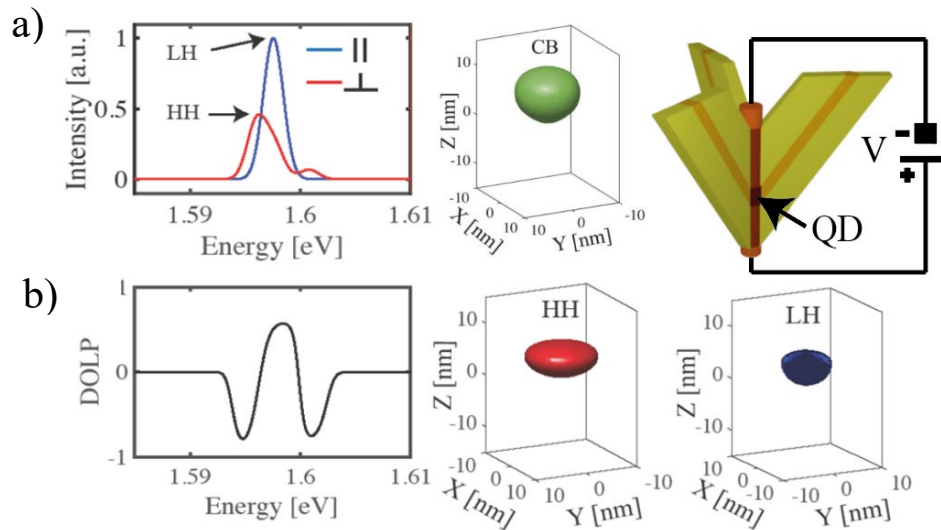 a)
Intensity [a.u.]
1
0.5
0
LH
HH
||
⊥
1.59
1.6
1.61
Energy [eV]
CB
Z [nm]
10
0
-10
X [nm]
-10
0
10
Y [nm]
10
0
-10
V
-
+
QD
b)
DOLP
1
0
-1
1.59
1.6
1.61
Energy [eV]
HH
Z [nm]
10
0
-10
X [nm]
-10
0
10
Y [nm]
10
0
-10
LH
Z [nm]
10
0
-10
X [nm]
-10
0
10
Y [nm]
10
0
-10